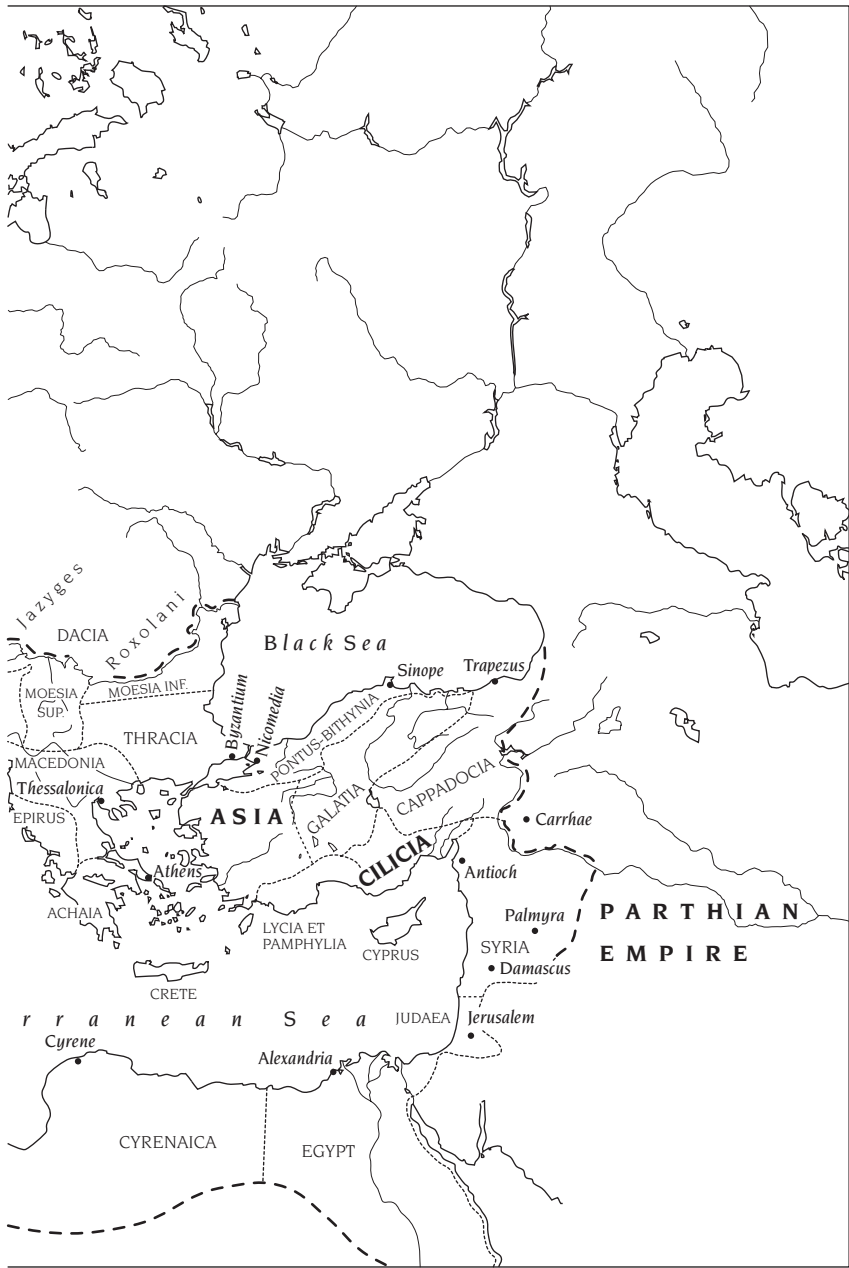 Jazyges
DACIA
Roxolani
Black Sea
Sinope
Trapezus
MOESIA
SUP.
MOESIA INF.
Byzantium
Nicomedia
PONTUS-BITHYNIA
THRACIA
MACEDONIA
Thessalonica
EPIRUS
ASIA
GALATIA
CAPPADOCIA
Carrhae
CILICIA
Athens
Antioch
ACHAIA
LYCIA ET
PAMPHYLIA
CYPRUS
Palmyra
PARTHIAN
EMPIRE
SYRIA
Damascus
CRETE
rranean Sea
JUDAEA
Jerusalem
Cyrene
Alexandria
CYRENAICA
EGYPT